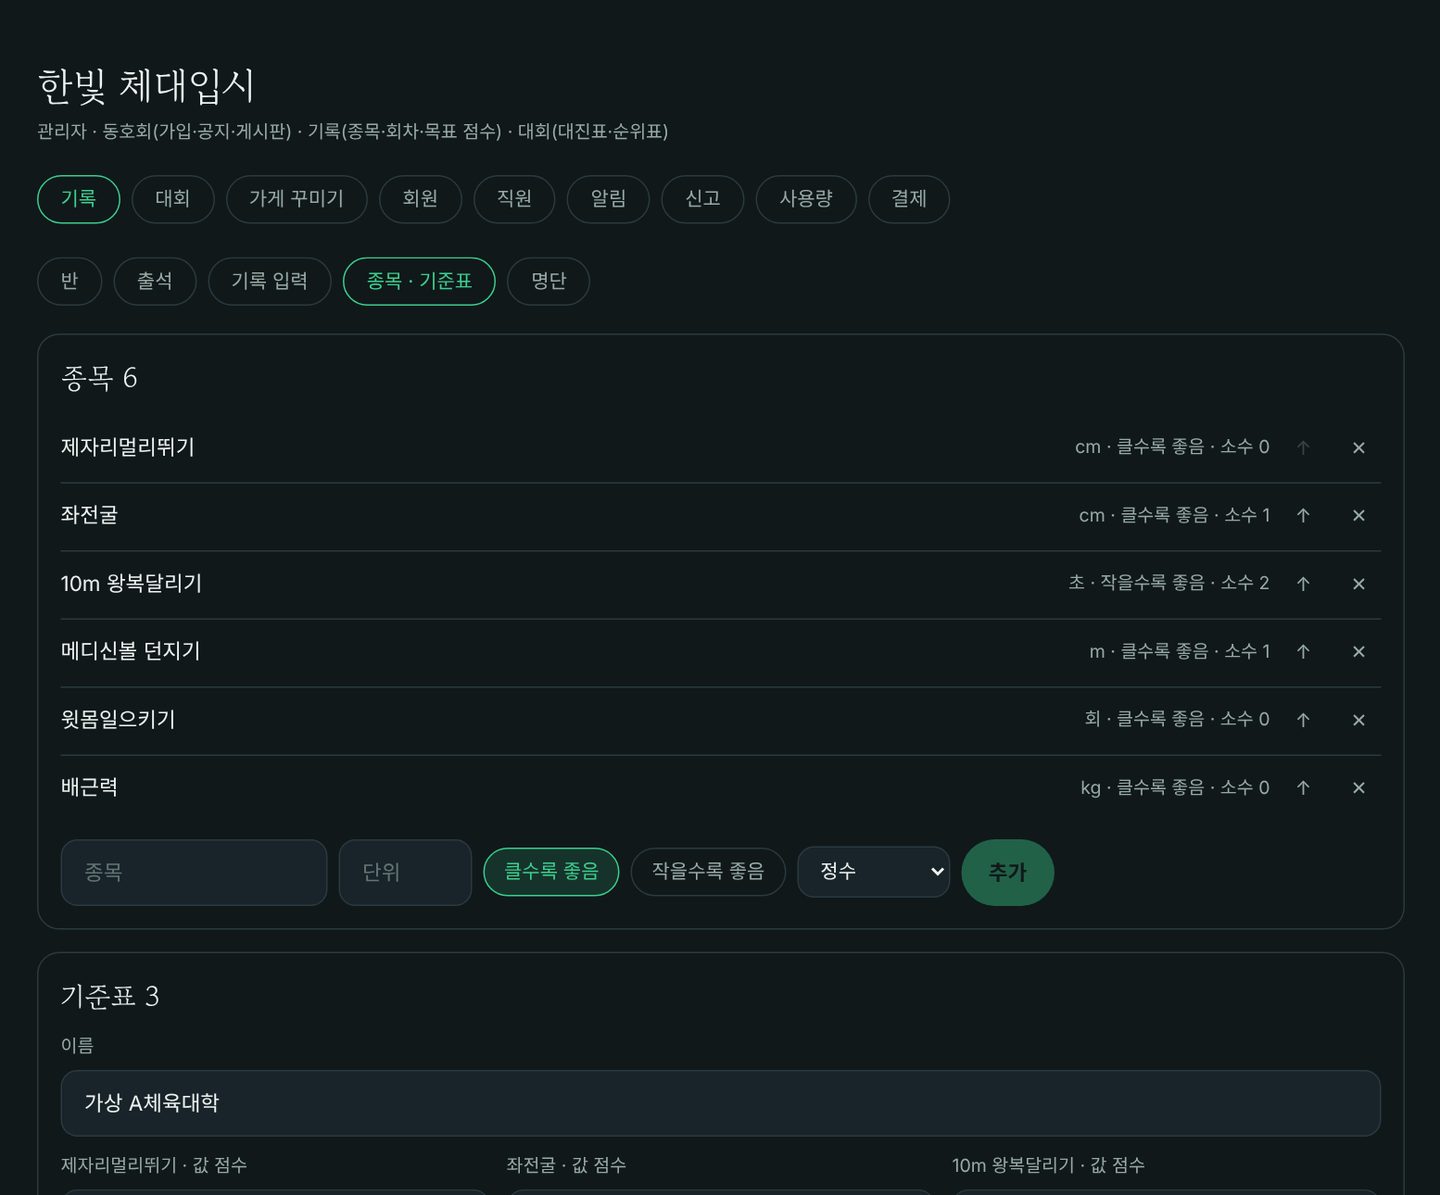 한빛 체대입시
관리자 · 동호회(가입·공지·게시판) · 기록(종목·회차·목표 점수) · 대회(대진표·순위표)
기록 대회 가게 꾸미기 회원 직원 알림 신고 사용량 결제
반 출석 기록 입력 종목 · 기준표 명단
종목 6
제자리멀리뛰기 cm · 클수록 좋음 · 소수 0 ↑ ×
좌전굴 cm · 클수록 좋음 · 소수 1 ↑ ×
10m 왕복달리기 초 · 작을수록 좋음 · 소수 2 ↑ ×
메디신볼 던지기 m · 클수록 좋음 · 소수 1 ↑ ×
윗몸일으키기 회 · 클수록 좋음 · 소수 0 ↑ ×
배근력 kg · 클수록 좋음 · 소수 0 ↑ ×
종목 단위 클수록 좋음 작을수록 좋음 정수 추가
기준표 3
이름
가상 A체육대학
제자리멀리뛰기 · 값 점수 좌전굴 · 값 점수 10m 왕복달리기 · 값 점수